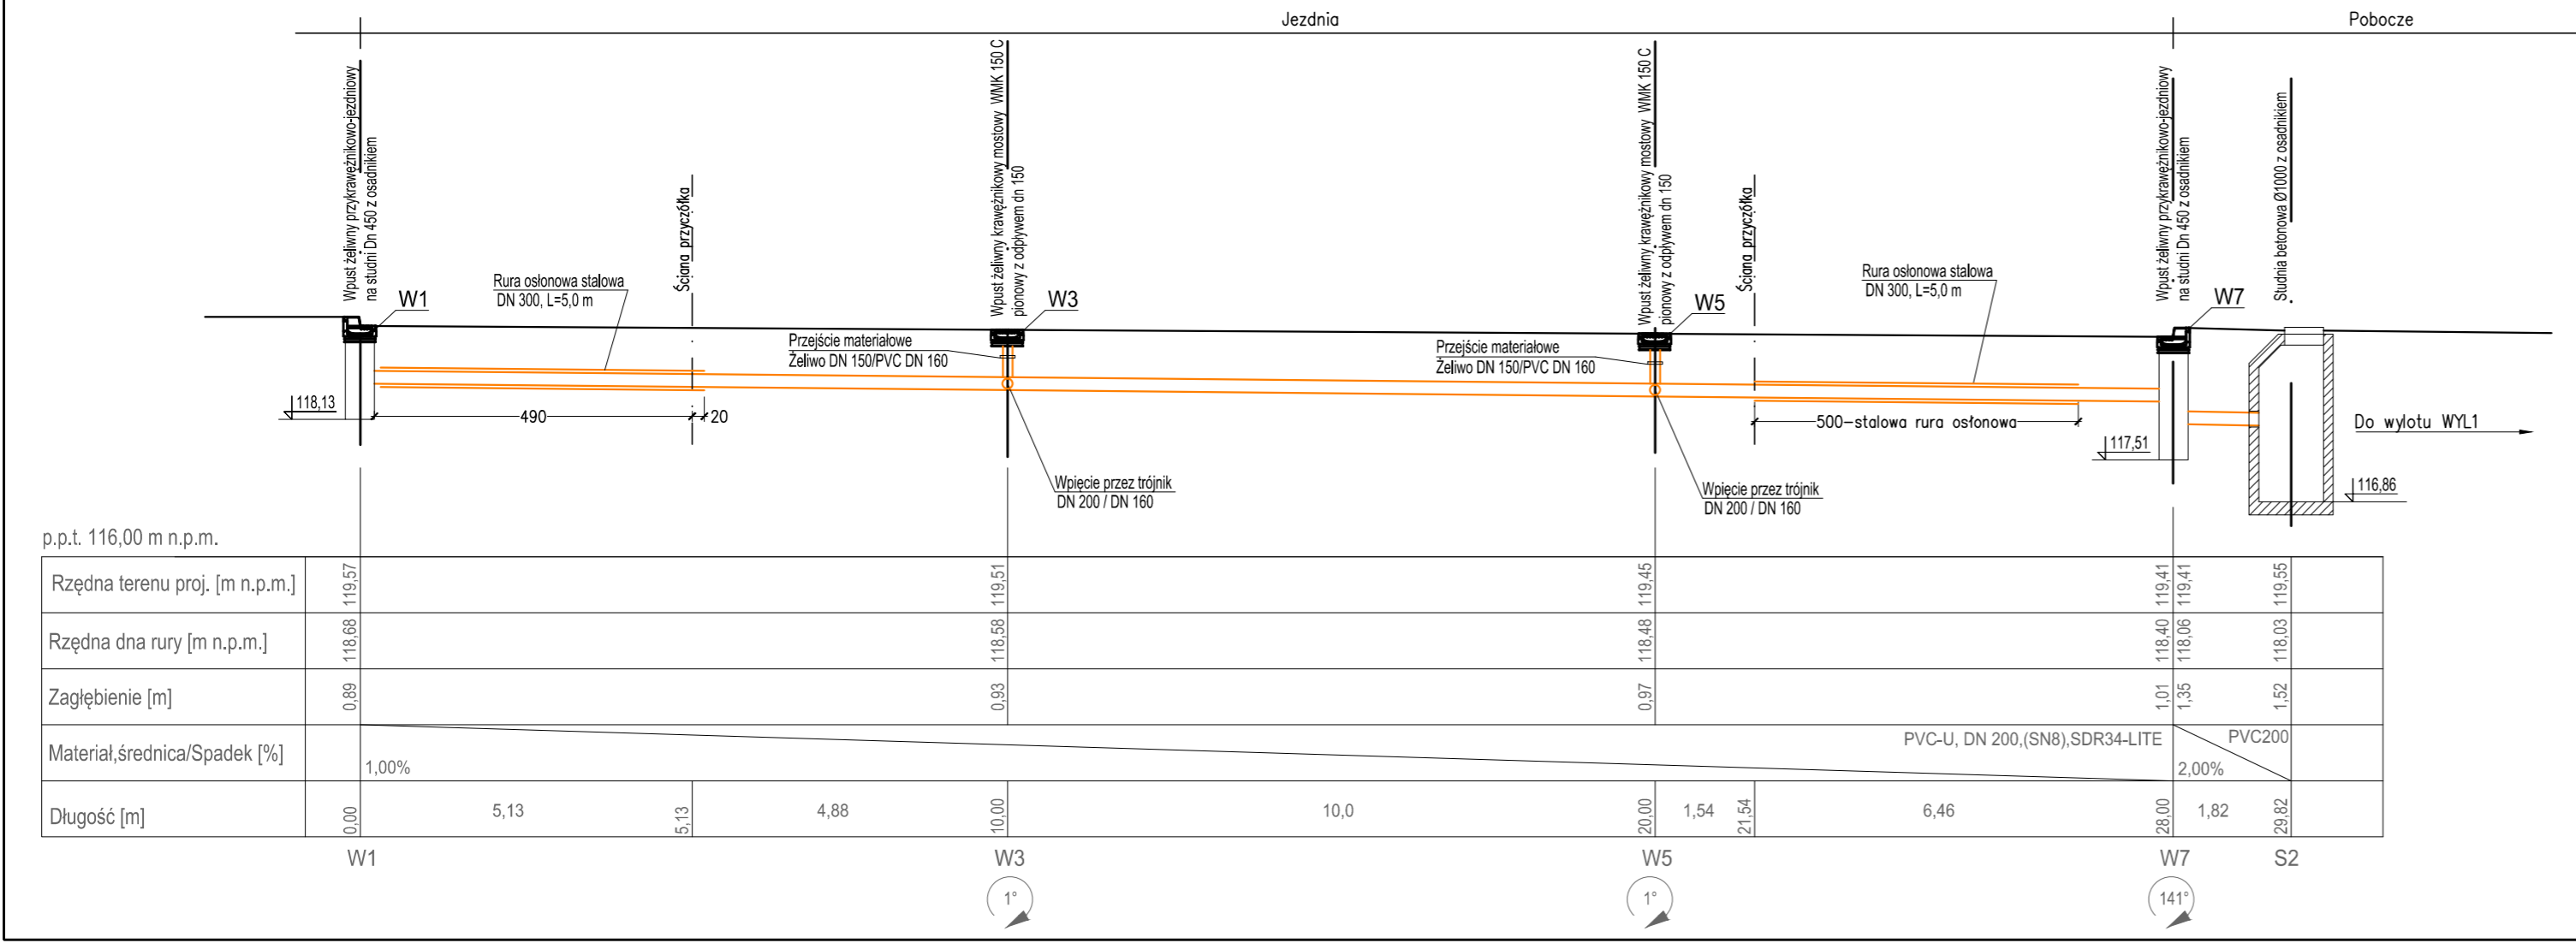 Jezdnia
Pobocze
Wpust żeliwny przykrawężnikowo-jezdniowy
na studni Dn 450 z osadnikiem
Ściana przyczółka
Wpust żeliwny krawężnikowy mostowy WMK 150 C
pionowy z odpływem dn 150
Wpust żeliwny krawężnikowy mostowy WMK 150 C
pionowy z odpływem dn 150
Ściana przyczółka
Wpust żeliwny przykrawężnikowo-jezdniowy
na studni Dn 450 z osadnikiem
Studnia betonowa Ø1000 z osadnikiem
Rura osłonowa stalowa
DN 300, L=5,0 m
Rura osłonowa stalowa
DN 300, L=5,0 m
W1
W3
W5
W7
Przejście materiałowe
Żeliwo DN 150/PVC DN 160
Przejście materiałowe
Żeliwo DN 150/PVC DN 160
118,13
490
20
500-stalowa rura osłonowa
117,51
Do wylotu WYL1
116,86
Wpięcie przez trójnik
DN 200 / DN 160
Wpięcie przez trójnik
DN 200 / DN 160
p.p.t. 116,00 m n.p.m.
Rzędna terenu proj. [m n.p.m.] 119,57 119,51 119,45 119,41 119,41 119,55
Rzędna dna rury [m n.p.m.] 118,68 118,58 118,48 118,40 118,06 118,03
Zagłębienie [m] 0,89 0,93 0,97 1,01 1,35 1,52
Materiał,średnica/Spadek [%] 1,00% PVC-U, DN 200,(SN8),SDR34-LITE PVC200 2,00%
Długość [m] 0,00 5,13 5,13 4,88 10,00 10,0 20,00 1,54 21,54 6,46 28,00 1,82 29,82
W1 W3 W5 W7 S2
1° 1° 141°